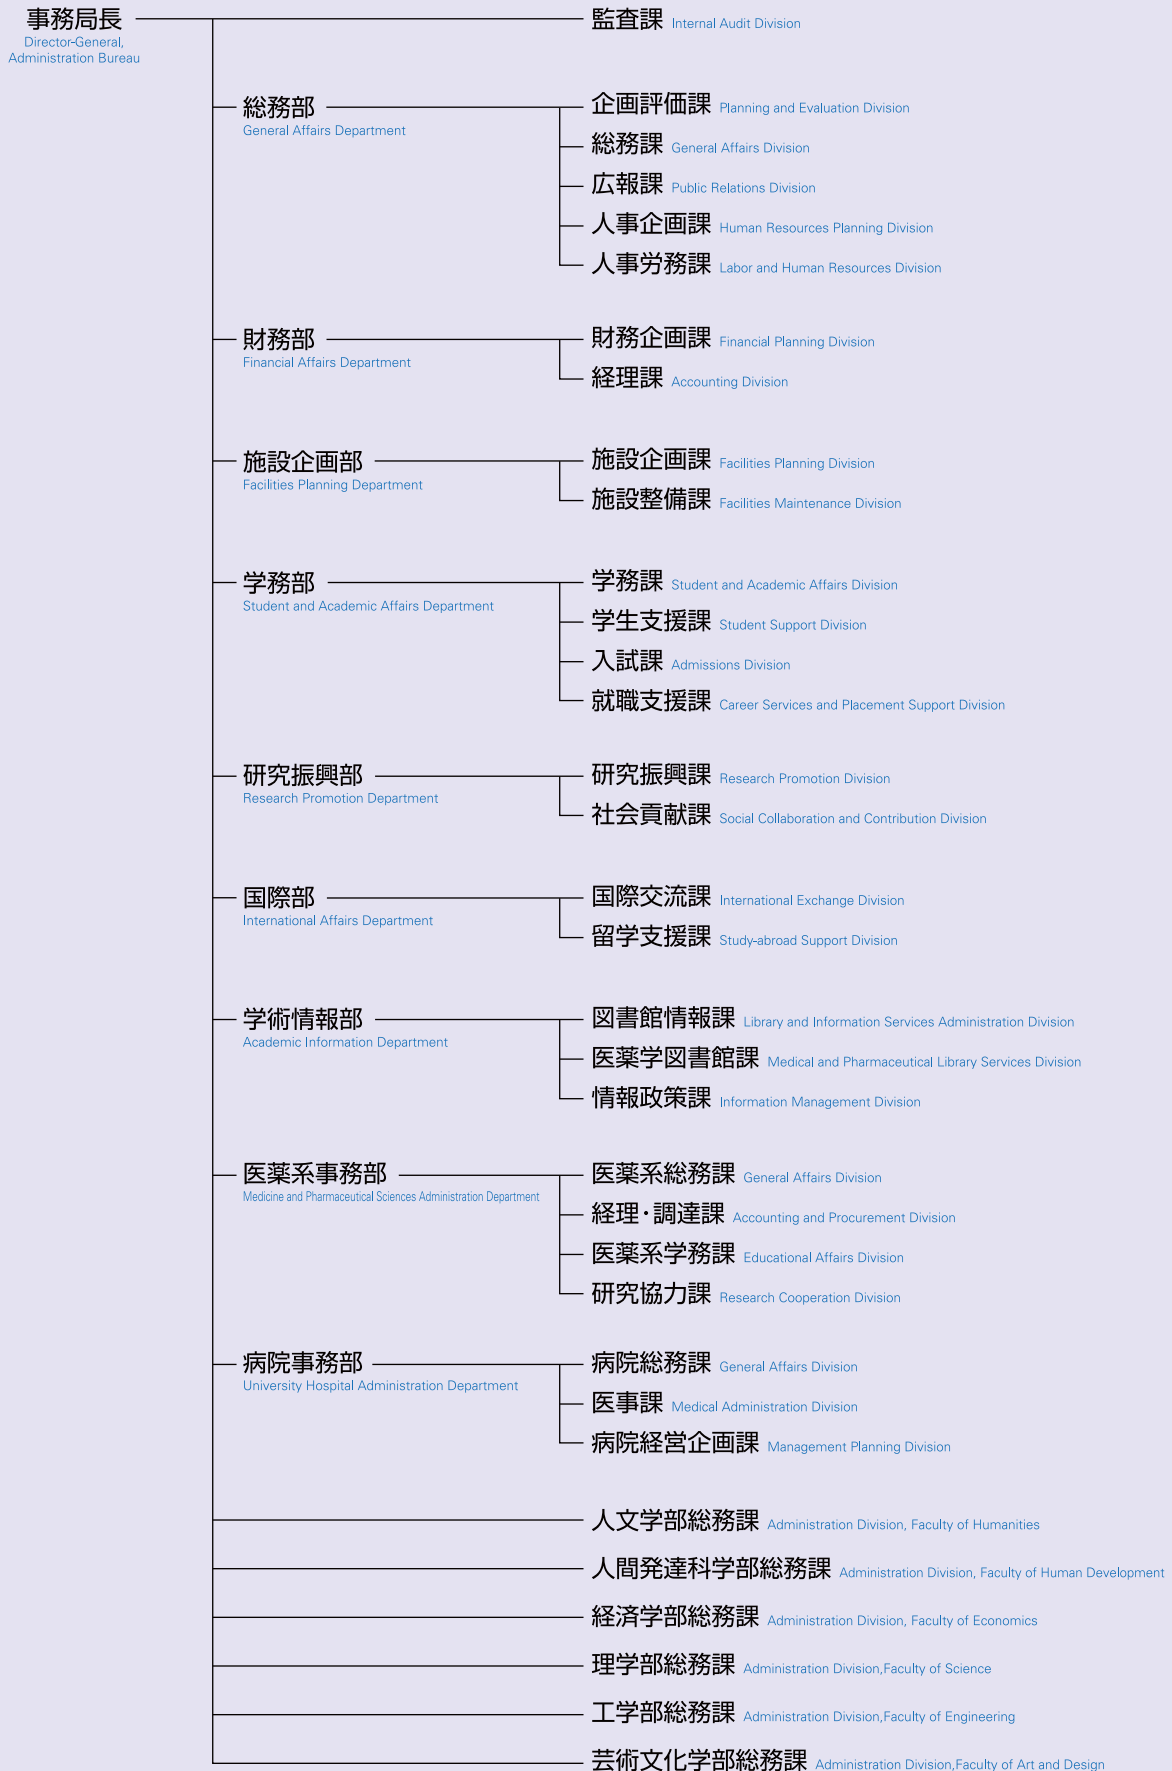 事務局長
Director-General,
Administration Bureau
監査課 Internal Audit Division
総務部
General Affairs Department
企画評価課 Planning and Evaluation Division
総務課 General Affairs Division
広報課 Public Relations Division
人事企画課 Human Resources Planning Division
人事労務課 Labor and Human Resources Division
財務部
Financial Affairs Department
財務企画課 Financial Planning Division
経理課 Accounting Division
施設企画部
Facilities Planning Department
施設企画課 Facilities Planning Division
施設整備課 Facilities Maintenance Division
学務部
Student and Academic Affairs Department
学務課 Student and Academic Affairs Division
学生支援課 Student Support Division
入試課 Admissions Division
就職支援課 Career Services and Placement Support Division
研究振興部
Research Promotion Department
研究振興課 Research Promotion Division
社会貢献課 Social Collaboration and Contribution Division
国際部
International Affairs Department
国際交流課 International Exchange Division
留学支援課 Study-abroad Support Division
学術情報部
Academic Information Department
図書館情報課 Library and Information Services Administration Division
医薬学図書館課 Medical and Pharmaceutical Library Services Division
情報政策課 Information Management Division
医薬系事務部
Medicine and Pharmaceutical Sciences Administration Department
医薬系総務課 General Affairs Division
経理・調達課 Accounting and Procurement Division
医薬系学務課 Educational Affairs Division
研究協力課 Research Cooperation Division
病院事務部
University Hospital Administration Department
病院総務課 General Affairs Division
医事課 Medical Administration Division
病院経営企画課 Management Planning Division
人文学部総務課 Administration Division, Faculty of Humanities
人間発達科学部総務課 Administration Division, Faculty of Human Development
経済学部総務課 Administration Division, Faculty of Economics
理学部総務課 Administration Division,Faculty of Science
工学部総務課 Administration Division,Faculty of Engineering
芸術文化学部総務課 Administration Division,Faculty of Art and Design